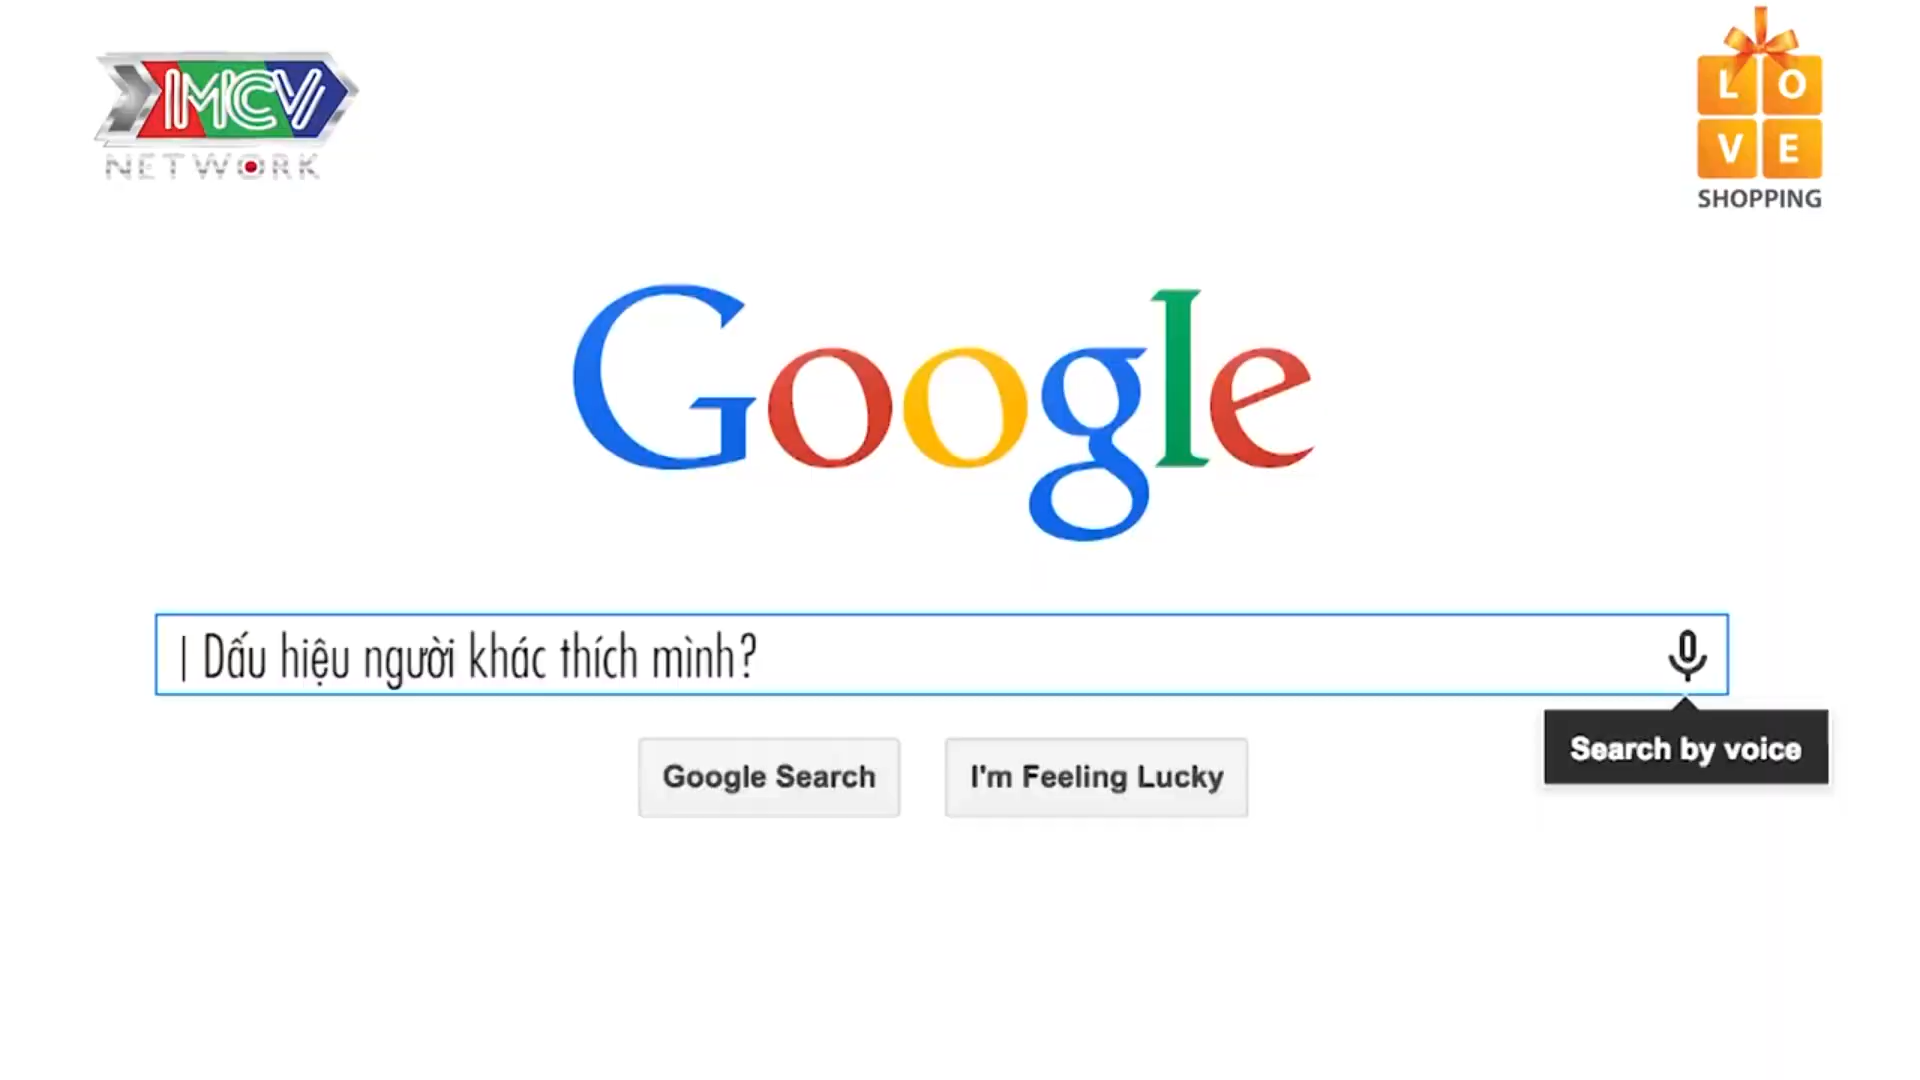 MCV
NETWORK
L O
V E
SHOPPING
Google
Dấu hiệu người khác thích mình?
Search by voice
Google Search
I'm Feeling Lucky